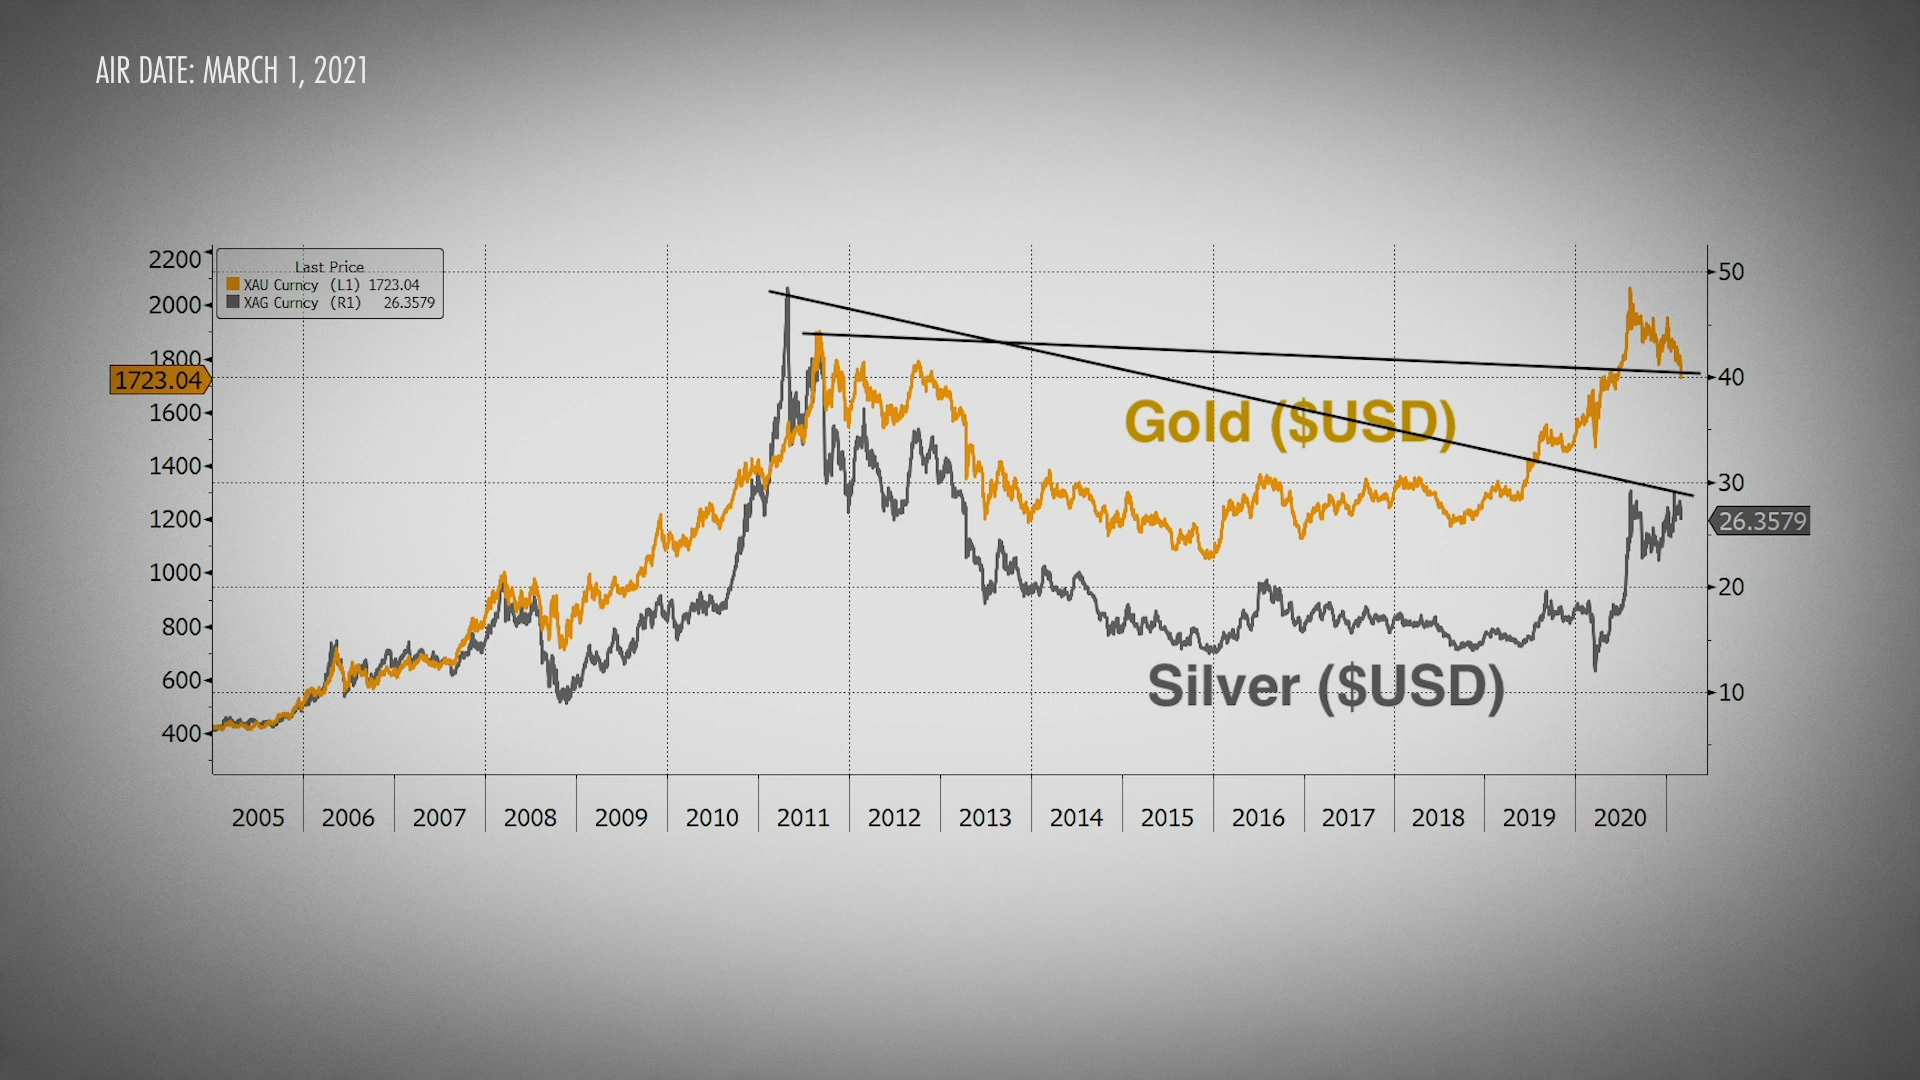 AIR DATE: MARCH 1, 2021
Last Price
XAU Curncy (L1) 1723.04
XAG Curncy (R1) 26.3579
2200
2000
1800
1723.04
1600
1400
1200
1000
800
600
400
50
40
30
26.3579
20
10
Gold ($USD)
Silver ($USD)
2005 2006 2007 2008 2009 2010 2011 2012 2013 2014 2015 2016 2017 2018 2019 2020